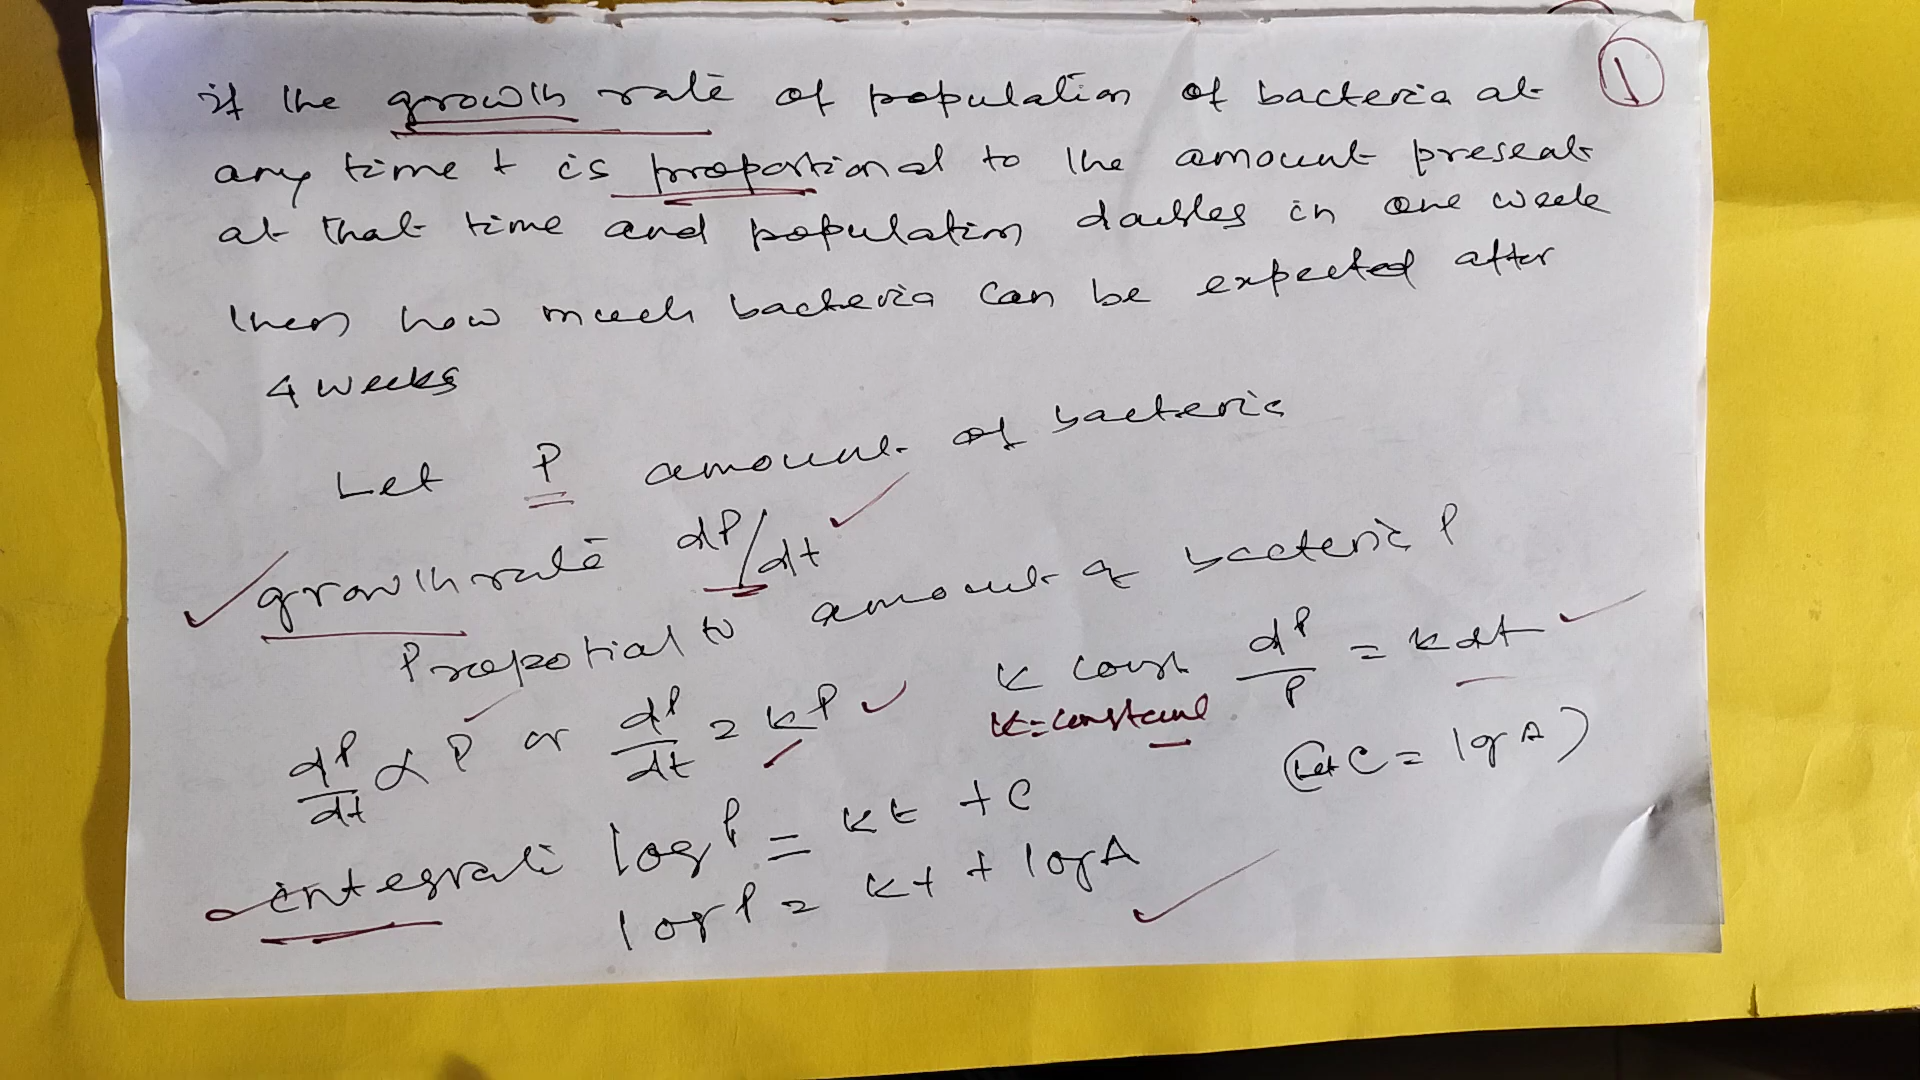 1
if the growth rate of population of bacteria at
any time t is proportional to the amount present
at that time and population doubles in one week
then how much bacteria can be expected after
4 weeks
Let P amount of bacteria
growth rate dP/dt
Propotial to amount of bacteria P
dP/dt ∝ P or dP/dt = kP K const dP/P = kdt
K=constant
integrate log P = kt + C (Let C = log A)
log P = kt + log A